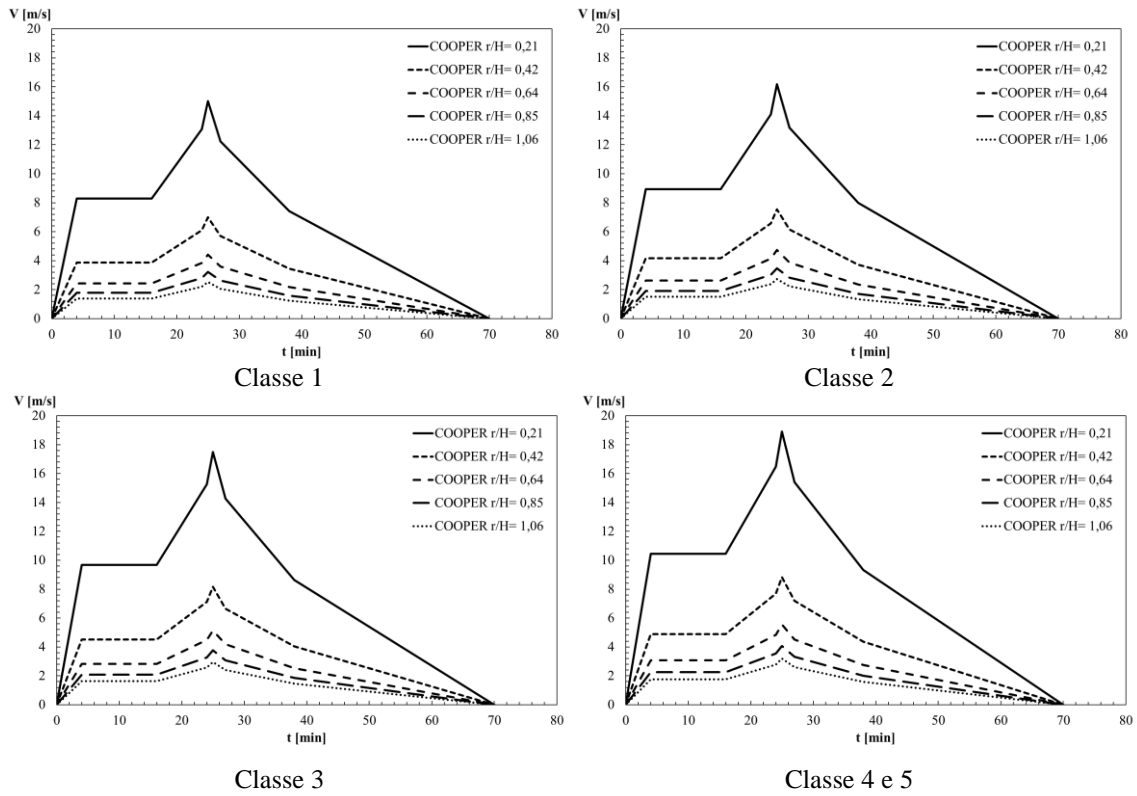 V [m/s]
20
18
16
14
12
10
8
6
4
2
0
COOPER r/H= 0,21
COOPER r/H= 0,42
COOPER r/H= 0,64
COOPER r/H= 0,85
COOPER r/H= 1,06
0 10 20 30 40 50 60 70 80
t [min]
Classe 1
V [m/s]
20
18
16
14
12
10
8
6
4
2
0
COOPER r/H= 0,21
COOPER r/H= 0,42
COOPER r/H= 0,64
COOPER r/H= 0,85
COOPER r/H= 1,06
0 10 20 30 40 50 60 70 80
t [min]
Classe 2
V [m/s]
20
18
16
14
12
10
8
6
4
2
0
COOPER r/H= 0,21
COOPER r/H= 0,42
COOPER r/H= 0,64
COOPER r/H= 0,85
COOPER r/H= 1,06
0 10 20 30 40 50 60 70 80
t [min]
Classe 3
V [m/s]
20
18
16
14
12
10
8
6
4
2
0
COOPER r/H= 0,21
COOPER r/H= 0,42
COOPER r/H= 0,64
COOPER r/H= 0,85
COOPER r/H= 1,06
0 10 20 30 40 50 60 70 80
t [min]
Classe 4 e 5